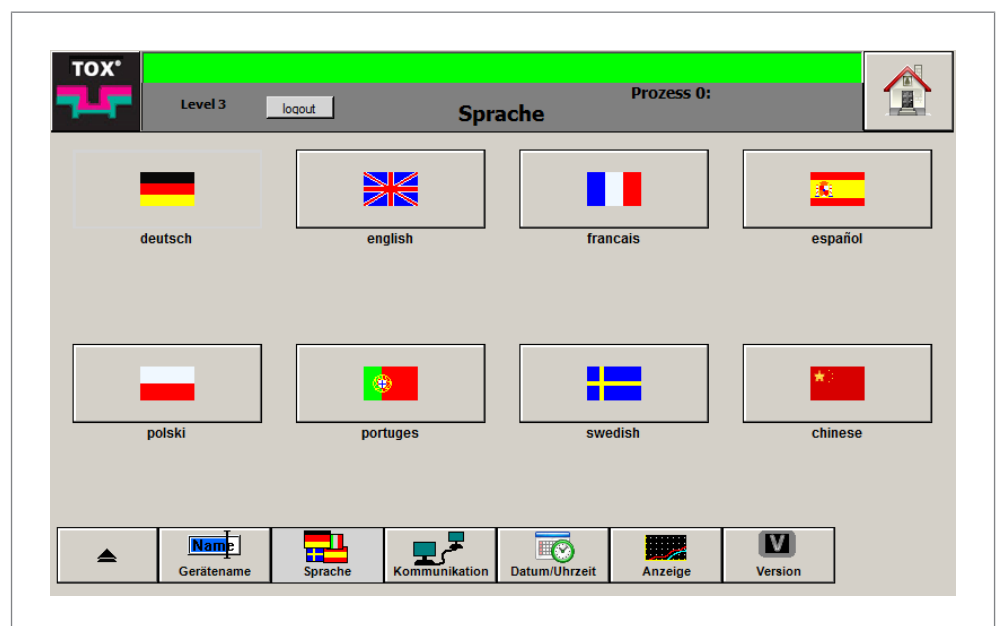 TOX®
Level 3
logout
Sprache
Prozess 0:
deutsch
english
francais
español
polski
portuges
swedish
chinese
Name
Gerätename
Sprache
Kommunikation
Datum/Uhrzeit
Anzeige
V
Version